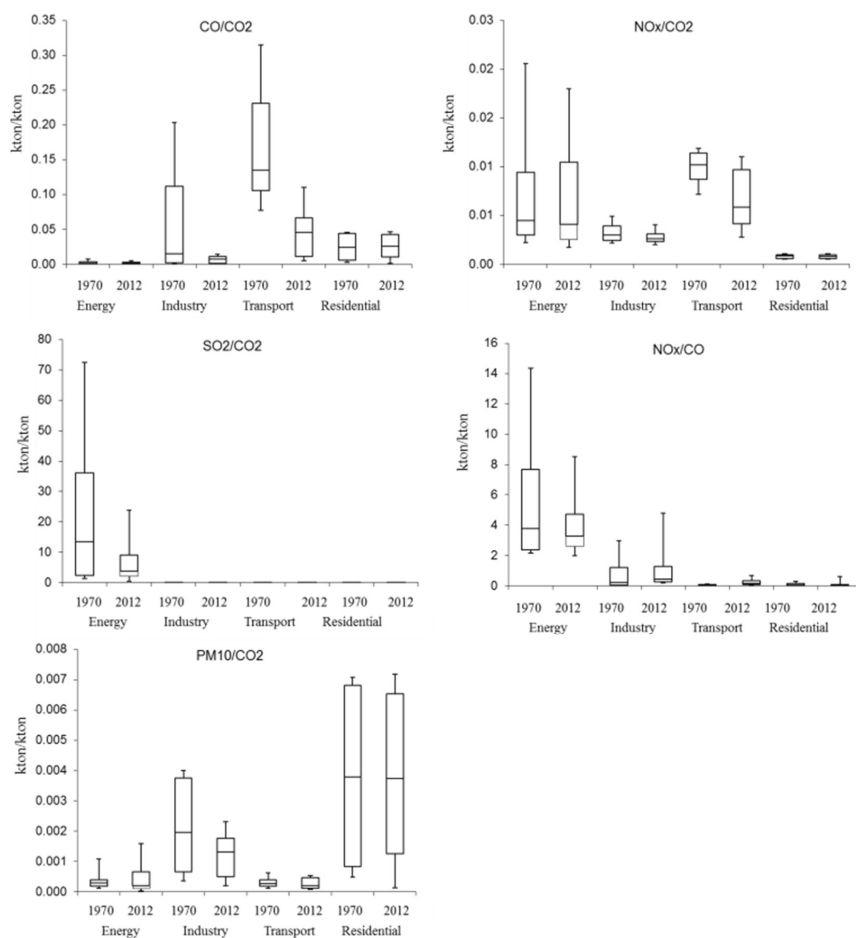 CO/CO2
kton/kton
0.35
0.30
0.25
0.20
0.15
0.10
0.05
0.00
1970 2012 1970 2012 1970 2012 1970 2012
Energy Industry Transport Residential
NOx/CO2
kton/kton
0.03
0.02
0.02
0.01
0.01
0.00
1970 2012 1970 2012 1970 2012 1970 2012
Energy Industry Transport Residential
SO2/CO2
kton/kton
80
70
60
50
40
30
20
10
0
1970 2012 1970 2012 1970 2012 1970 2012
Energy Industry Transport Residential
NOx/CO
kton/kton
16
14
12
10
8
6
4
2
0
1970 2012 1970 2012 1970 2012 1970 2012
Energy Industry Transport Residential
PM10/CO2
kton/kton
0.008
0.007
0.006
0.005
0.004
0.003
0.002
0.001
0.000
1970 2012 1970 2012 1970 2012 1970 2012
Energy Industry Transport Residential